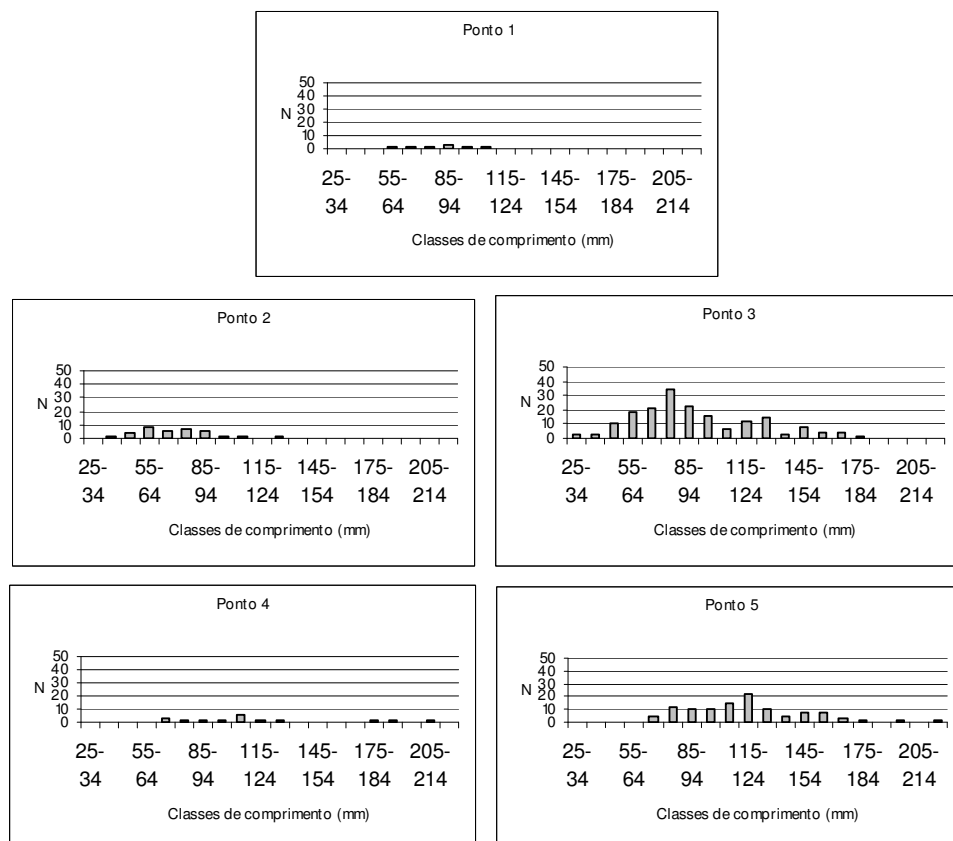 Ponto 1
50
40
30
N 20
10
0
25- 55- 85- 115- 145- 175- 205-
34 64 94 124 154 184 214
Classes de comprimento (mm)
Ponto 2
50
40
30
N 20
10
0
25- 55- 85- 115- 145- 175- 205-
34 64 94 124 154 184 214
Classes de comprimento (mm)
Ponto 3
50
40
30
N 20
10
0
25- 55- 85- 115- 145- 175- 205-
34 64 94 124 154 184 214
Classes de comprimento (mm)
Ponto 4
50
40
30
N 20
10
0
25- 55- 85- 115- 145- 175- 205-
34 64 94 124 154 184 214
Classes de comprimento (mm)
Ponto 5
50
40
30
N 20
10
0
25- 55- 85- 115- 145- 175- 205-
34 64 94 124 154 184 214
Classes de comprimento (mm)